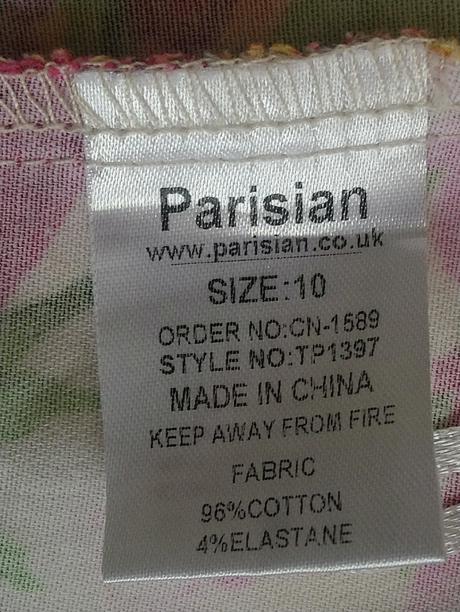 Parisian
www.parisian.co.uk
SIZE:10
ORDER NO:CN-1589
STYLE NO:TP1397
MADE IN CHINA
KEEP AWAY FROM FIRE
FABRIC
96%COTTON
4%ELASTANE